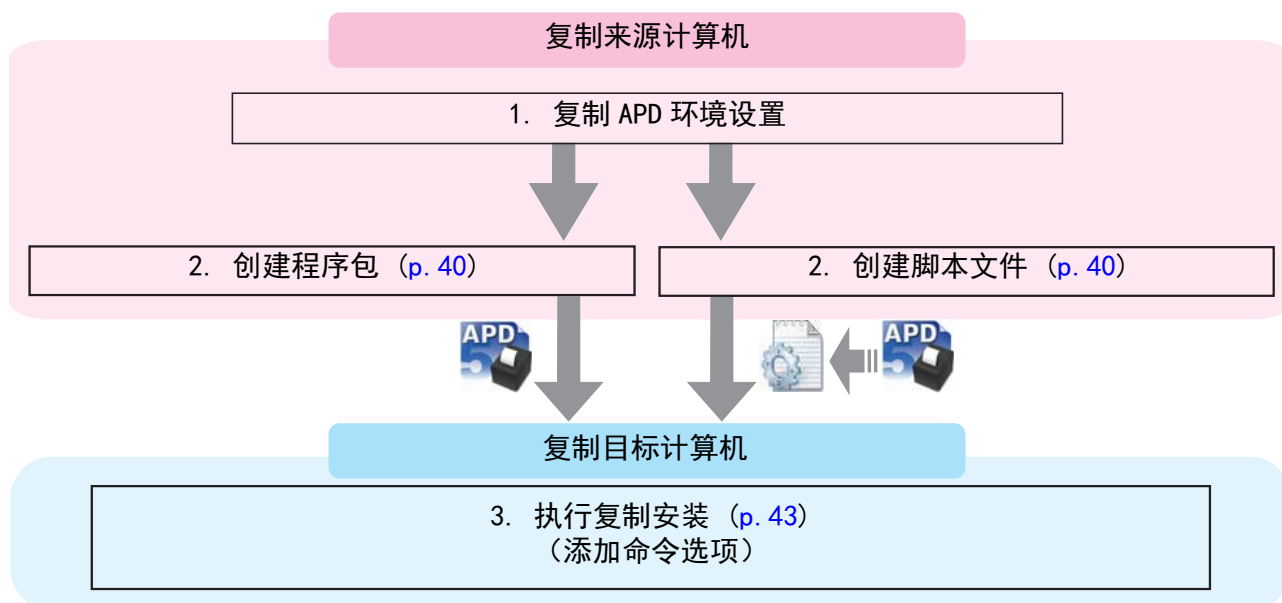 复制来源计算机
1. 复制 APD 环境设置
2. 创建程序包 (p. 40)
2. 创建脚本文件 (p. 40)
APD
5
APD
5
复制目标计算机
3. 执行复制安装 (p. 43)
（添加命令选项）